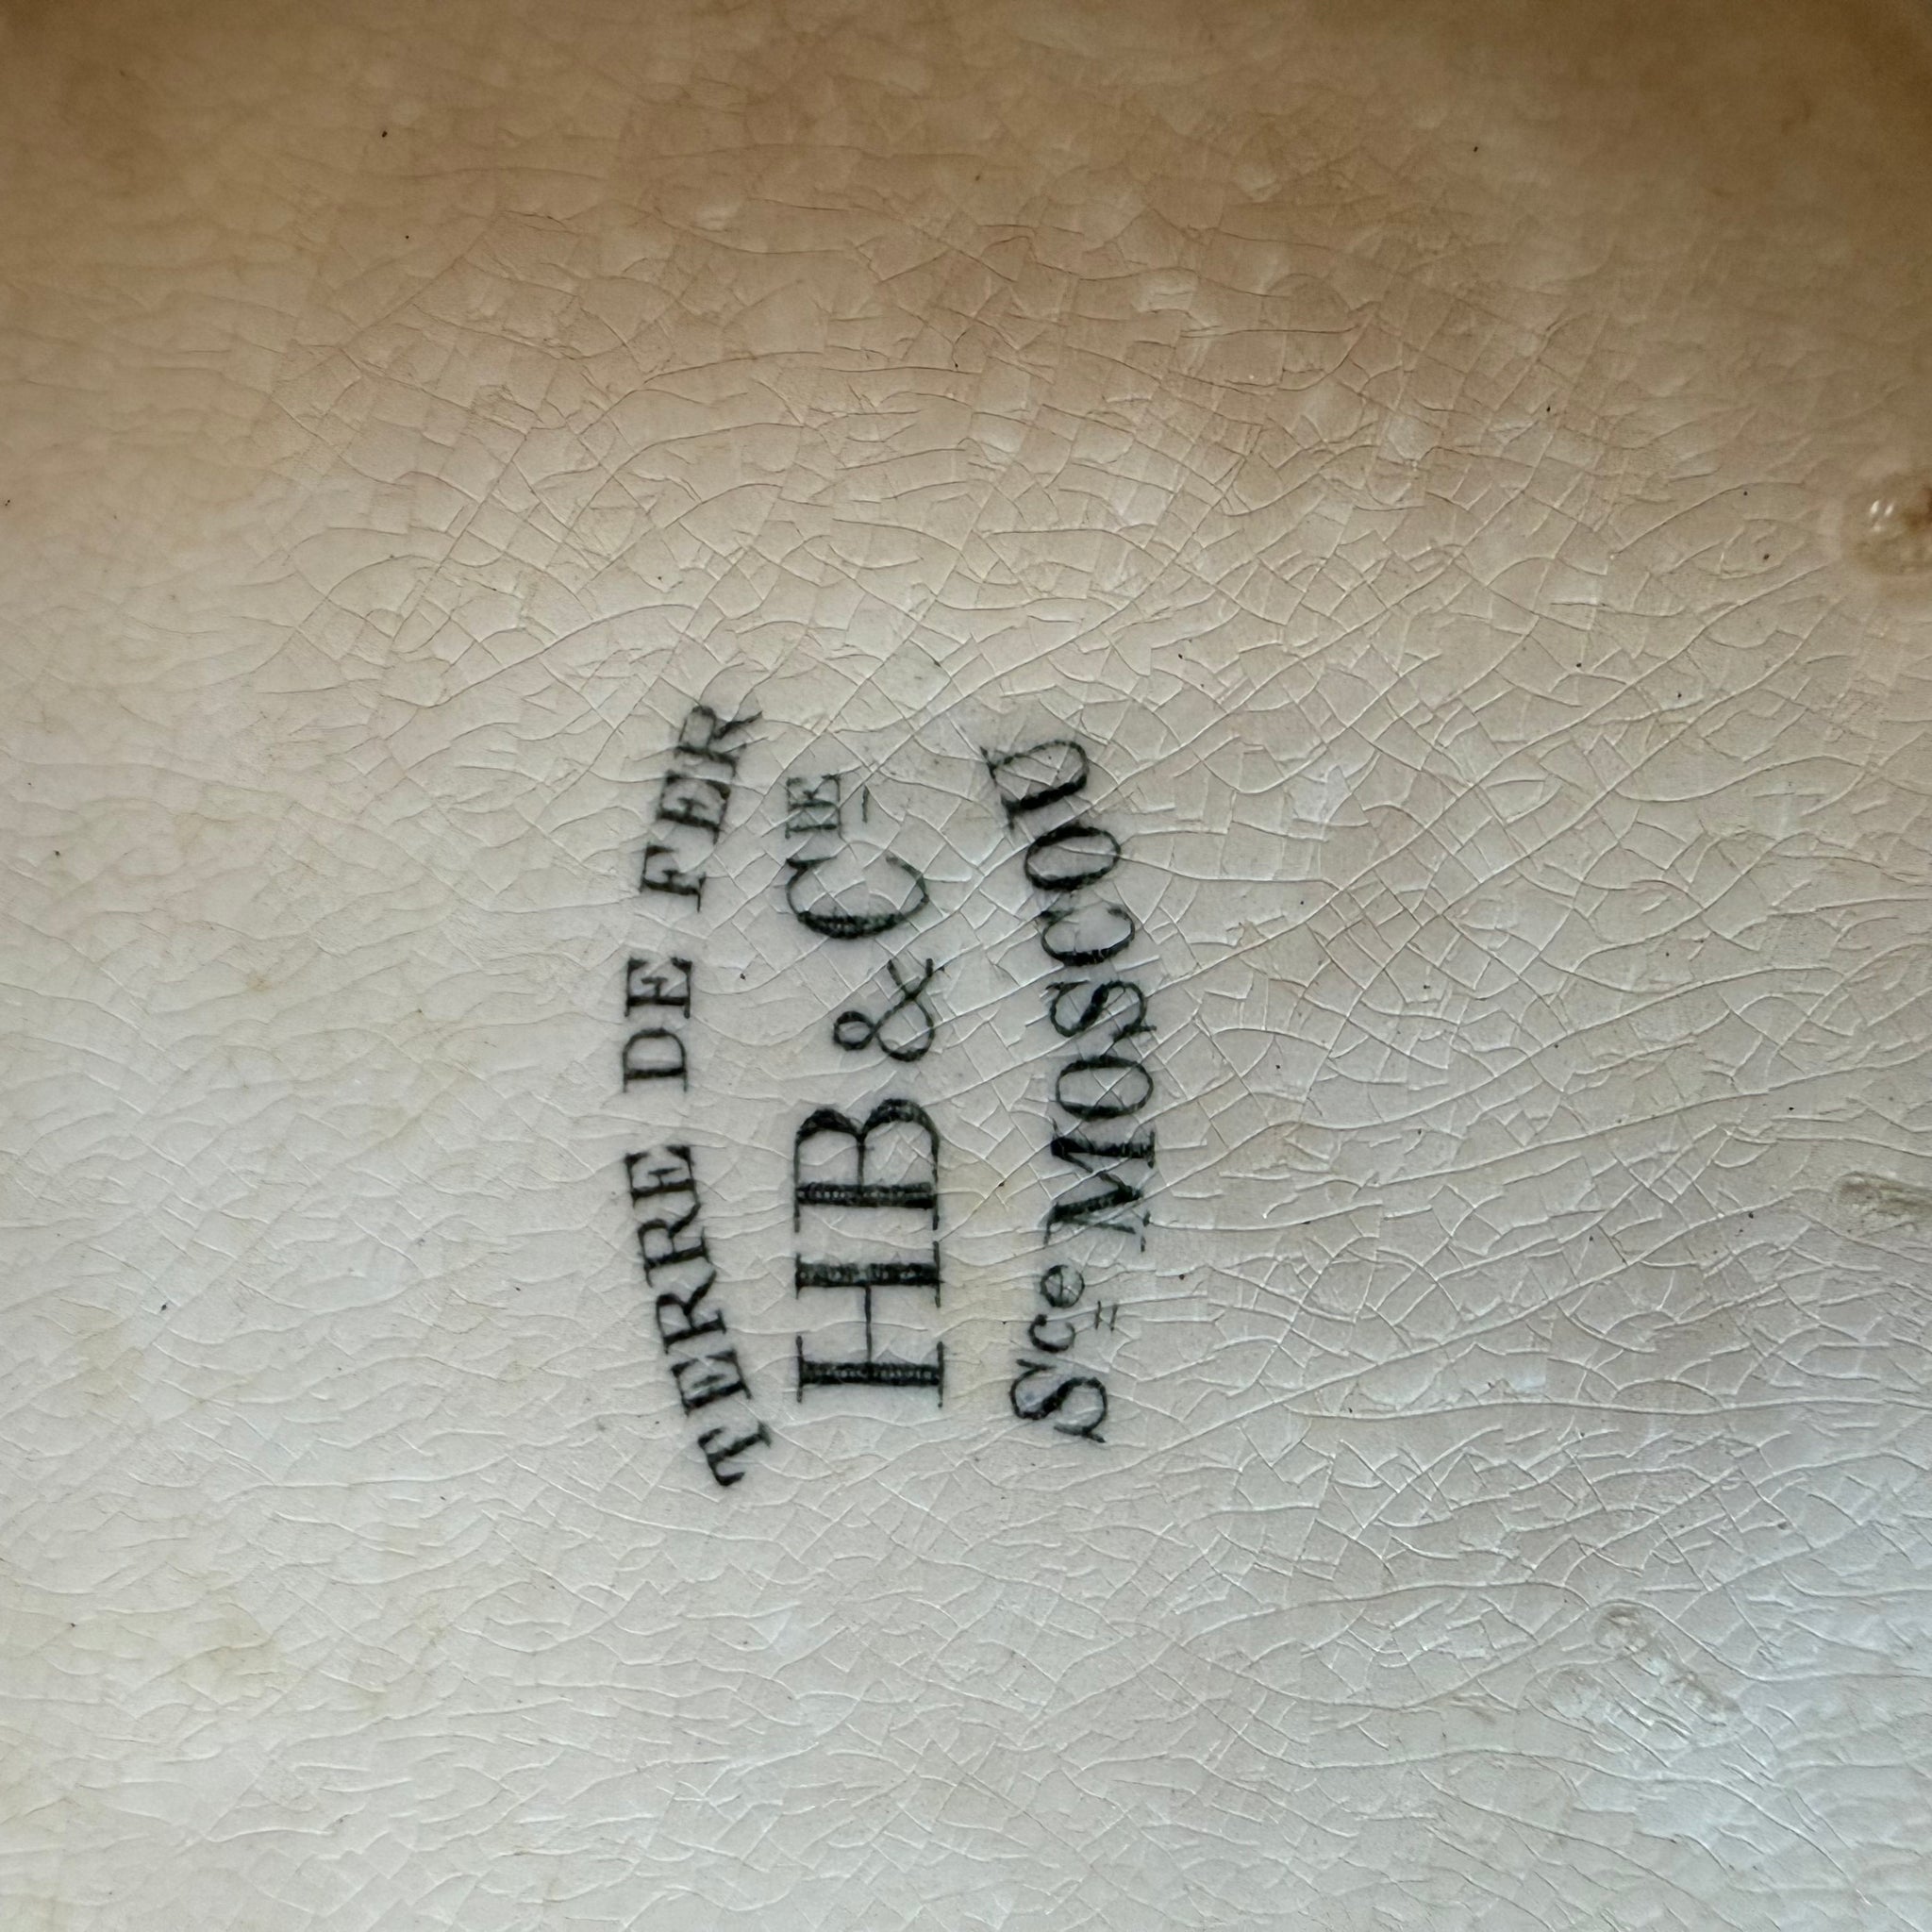 TERRE DE FER
HB & CIE
Sce MOSCOU